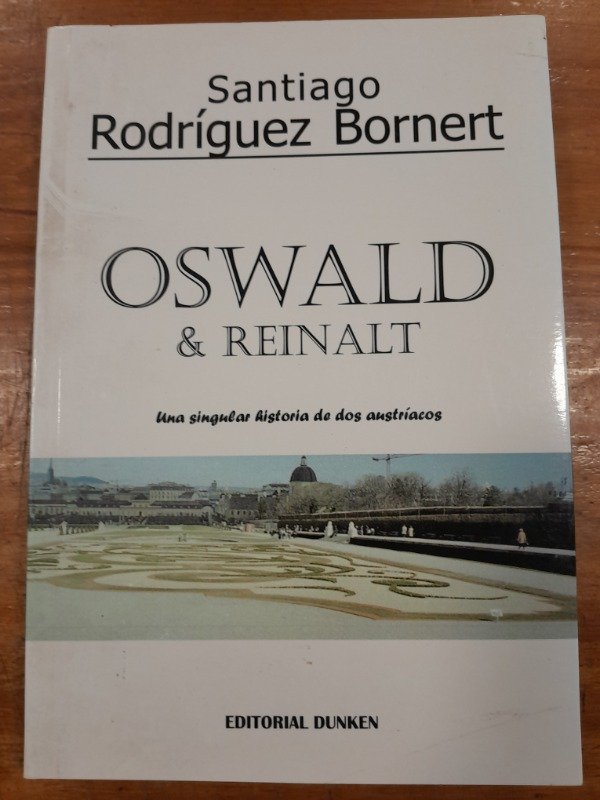 Santiago
Rodríguez Bornert
OSWALD
& REINALT
Una singular historia de dos austríacos
EDITORIAL DUNKEN